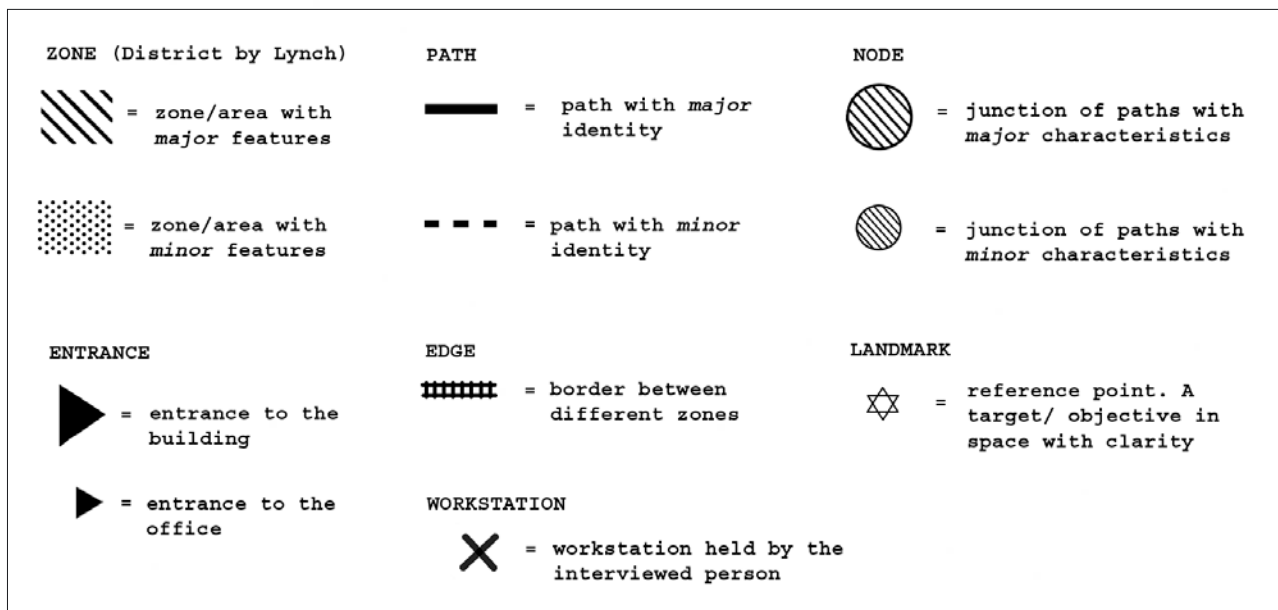 ZONE (District by Lynch)
= zone/area with
major features
= zone/area with
minor features
PATH
= path with major
identity
= path with minor
identity
NODE
= junction of paths with
major characteristics
= junction of paths with
minor characteristics
ENTRANCE
= entrance to the
building
= entrance to the
office
EDGE
= border between
different zones
WORKSTATION
= workstation held by the
interviewed person
LANDMARK
= reference point. A
target/ objective in
space with clarity